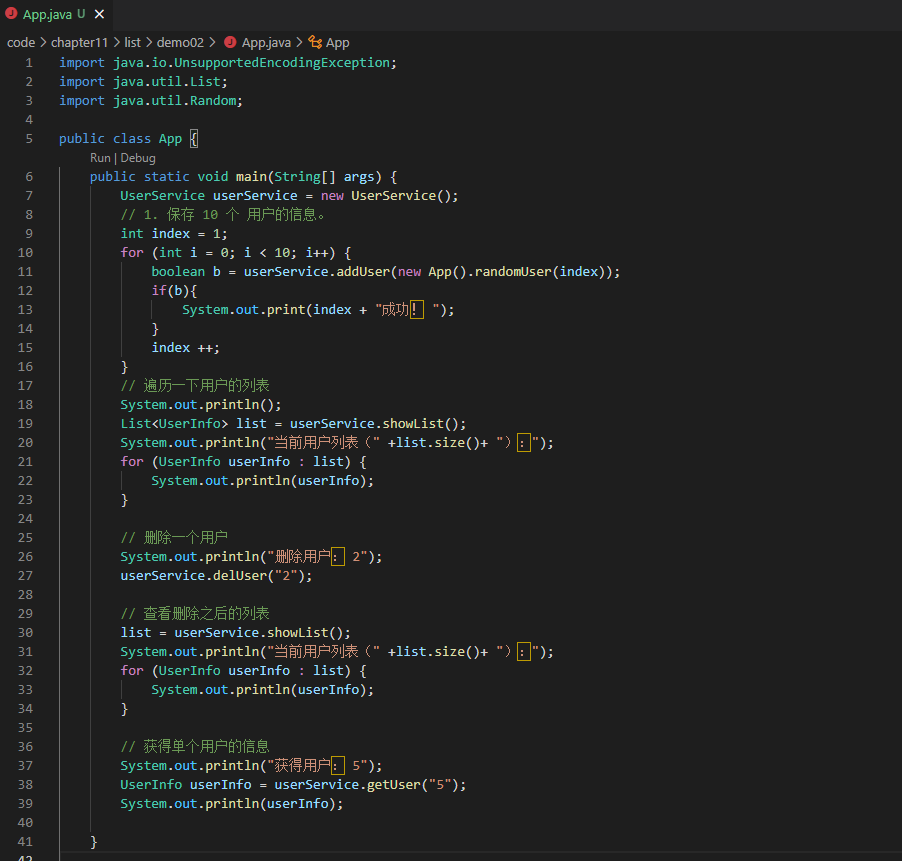 App.java U ×
code > chapter11 > list > demo02 > App.java > App
1 import java.io.UnsupportedEncodingException;
2 import java.util.List;
3 import java.util.Random;
4
5 public class App {
Run | Debug
6 public static void main(String[] args) {
7 UserService userService = new UserService();
8 // 1. 保存 10 个 用户的信息。
9 int index = 1;
10 for (int i = 0; i < 10; i++) {
11 boolean b = userService.addUser(new App().randomUser(index));
12 if(b){
13 System.out.print(index + "成功！ ");
14 }
15 index ++;
16 }
17 // 遍历一下用户的列表
18 System.out.println();
19 List<UserInfo> list = userService.showList();
20 System.out.println("当前用户列表（" +list.size()+ "）：");
21 for (UserInfo userInfo : list) {
22 System.out.println(userInfo);
23 }
24
25 // 删除一个用户
26 System.out.println("删除用户： 2");
27 userService.delUser("2");
28
29 // 查看删除之后的列表
30 list = userService.showList();
31 System.out.println("当前用户列表（" +list.size()+ "）：");
32 for (UserInfo userInfo : list) {
33 System.out.println(userInfo);
34 }
35
36 // 获得单个用户的信息
37 System.out.println("获得用户： 5");
38 UserInfo userInfo = userService.getUser("5");
39 System.out.println(userInfo);
40
41 }
42